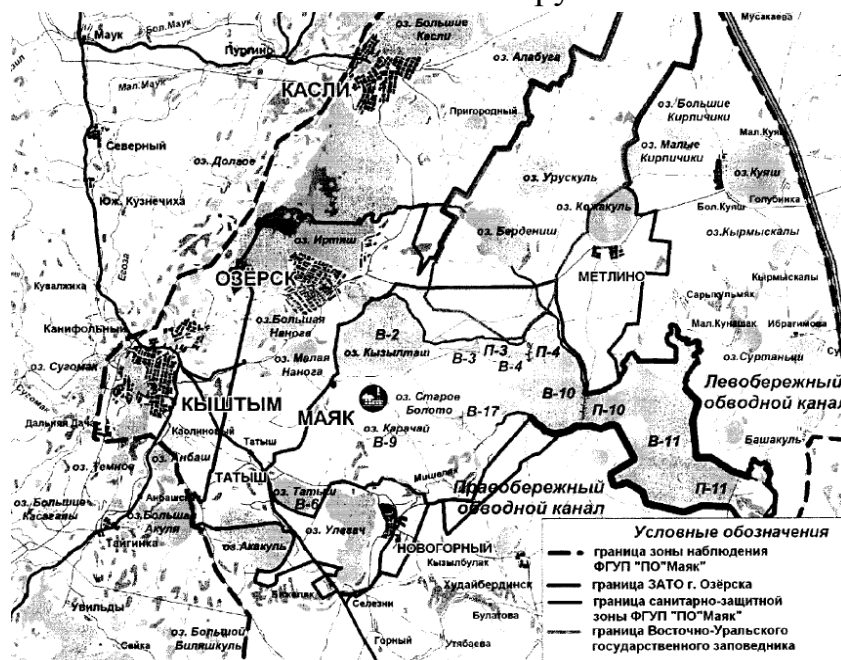 Мусакаева
Маук
Бол.Маук
Пургино
оз. Большие
Касли
оз. Алабуга
КАСЛИ
Мал.Маук
Пригородный
оз. Большие
Кирпичики
Мал.Куяш
Северный
оз. Долгое
оз. Малые
Кирпичики
оз.Куяш
Юж. Кузнечиха
оз. Урускуль
Голубинка
оз. Кожакуль
Бол.Куяш
оз. Иртяш
оз. Бердениш
оз.Кырмыскалы
Егоза
ОЗЁРСК
МЕТЛИНО
Кувалжиха
Кырмыскалы
Сарыкульмяк
оз.Большая
Нанога
В-2
Канифольный
Мал.Кунашак
Ибрагимова
оз. Кызылташ
В-3
П-3
В-4
П-4
оз. Малая
Нанога
оз.Суртаньш
оз. Сугомак
Сугомак
Левобережный
обводной канал
КЫШТЫМ
МАЯК
оз. Старое
Болото
В-10
П-10
В-17
Дальняя Дача
Каолиновый
Татыш
оз. Карачай
В-9
В-11
Башакуль
оз. Темное
оз. Анбаш
ТАТЫШ
Мишеляк
П-11
Правобережный
обводной канал
оз. Большие
Касаганы
оз. Татыш
В-6
оз. Большая
Акуля
оз. Улагач
Тайгинка
оз. Акакуль
НОВОГОРНЫЙ
Кызылбулак
Худайбердинск
Увильды
Селезни
Булатова
Сайка
оз. Большой
Биляшкуль
Горный
Утябаева
Условные обозначения
граница зоны наблюдения
ФГУП "ПО"Маяк"
граница ЗАТО г. Озёрска
граница санитарно-защитной
зоны ФГУП "ПО"Маяк"
граница Восточно-Уральского
государственного заповедника